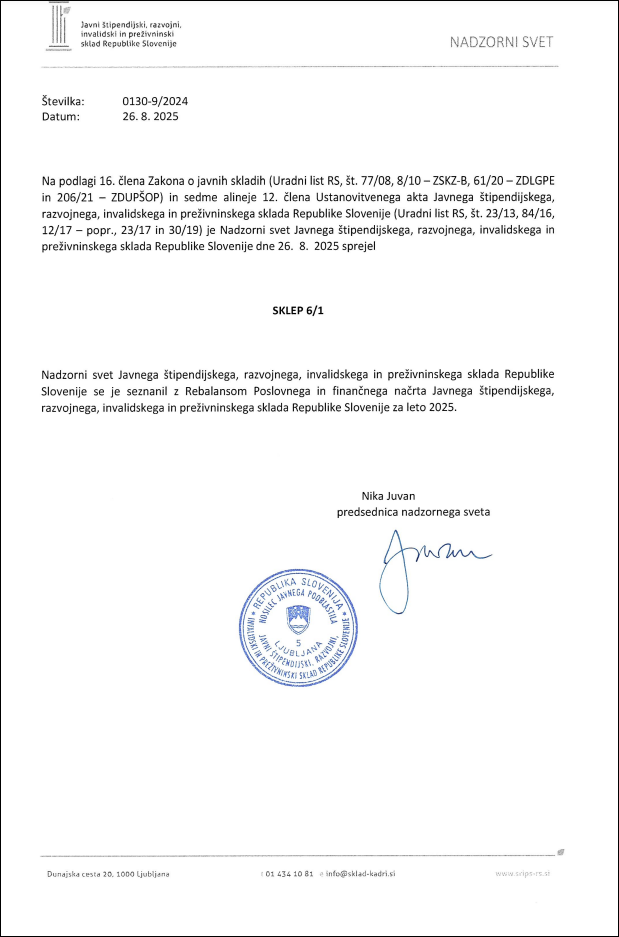 Javni štipendijski, razvojni,
invalidski in preživninski
sklad Republike Slovenije
NADZORNI SVET
Številka: 0130-9/2024
Datum: 26. 8. 2025
Na podlagi 16. člena Zakona o javnih skladih (Uradni list RS, št. 77/08, 8/10 – ZSKZ-B, 61/20 – ZDLGPE
in 206/21 – ZDUPŠOP) in sedme alineje 12. člena Ustanovitvenega akta Javnega štipendijskega,
razvojnega, invalidskega in preživninskega sklada Republike Slovenije (Uradni list RS, št. 23/13, 84/16,
12/17 – popr., 23/17 in 30/19) je Nadzorni svet Javnega štipendijskega, razvojnega, invalidskega in
preživninskega sklada Republike Slovenije dne 26. 8. 2025 sprejel
SKLEP 6/1
Nadzorni svet Javnega štipendijskega, razvojnega, invalidskega in preživninskega sklada Republike
Slovenije se je seznanil z Rebalansom Poslovnega in finančnega načrta Javnega štipendijskega,
razvojnega, invalidskega in preživninskega sklada Republike Slovenije za leto 2025.
Nika Juvan
predsednica nadzornega sveta
REPUBLIKA SLOVENIJA
NOSILEC JAVNEGA POOBLASTILA
5
LJUBLJANA
JAVNI ŠTIPENDIJSKI, RAZVOJNI,
INVALIDSKI IN PREŽIVNINSKI SKLAD REPUBLIKE SLOVENIJE
Dunajska cesta 20, 1000 Ljubljana t 01 434 10 81 e info@sklad-kadri.si